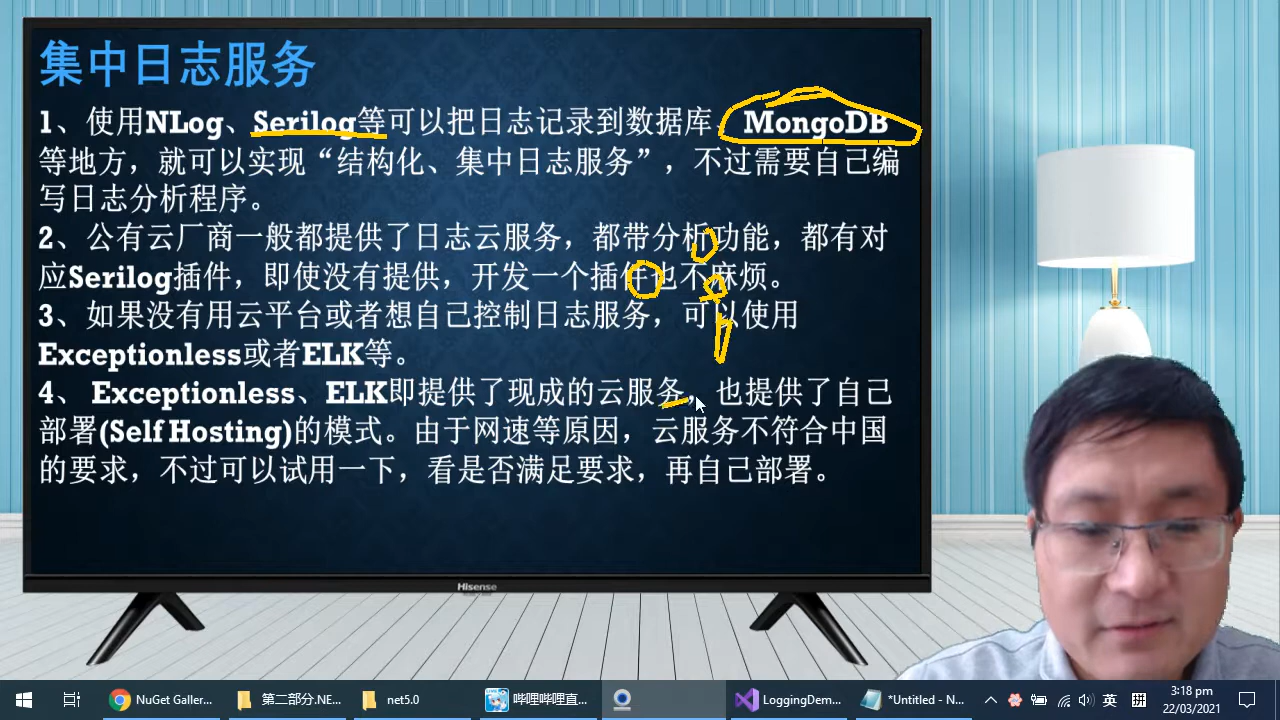 集中日志服务
1、使用NLog、Serilog等可以把日志记录到数据库、MongoDB
等地方，就可以实现“结构化、集中日志服务”，不过需要自己编
写日志分析程序。
2、公有云厂商一般都提供了日志云服务，都带分析功能，都有对
应Serilog插件，即使没有提供，开发一个插件也不麻烦。
3、如果没有用云平台或者想自己控制日志服务，可以使用
Exceptionless或者ELK等。
4、 Exceptionless、ELK即提供了现成的云服务，也提供了自己
部署(Self Hosting)的模式。由于网速等原因，云服务不符合中国
的要求，不过可以试用一下，看是否满足要求，再自己部署。
Hisense
NuGet Galler...
第二部分.NE...
net5.0
哔哩哔哩直...
LoggingDem...
*Untitled - N...
英
拼
3:18 pm
22/03/2021